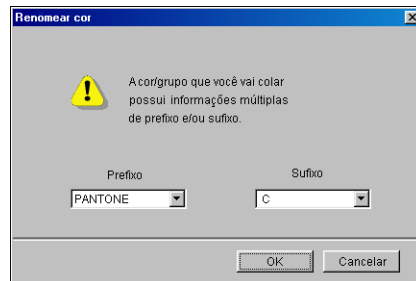 Renomear cor
A cor/grupo que você vai colar
possui informações múltiplas
de prefixo e/ou sufixo.
Prefixo Sufixo
PANTONE C
OK Cancelar